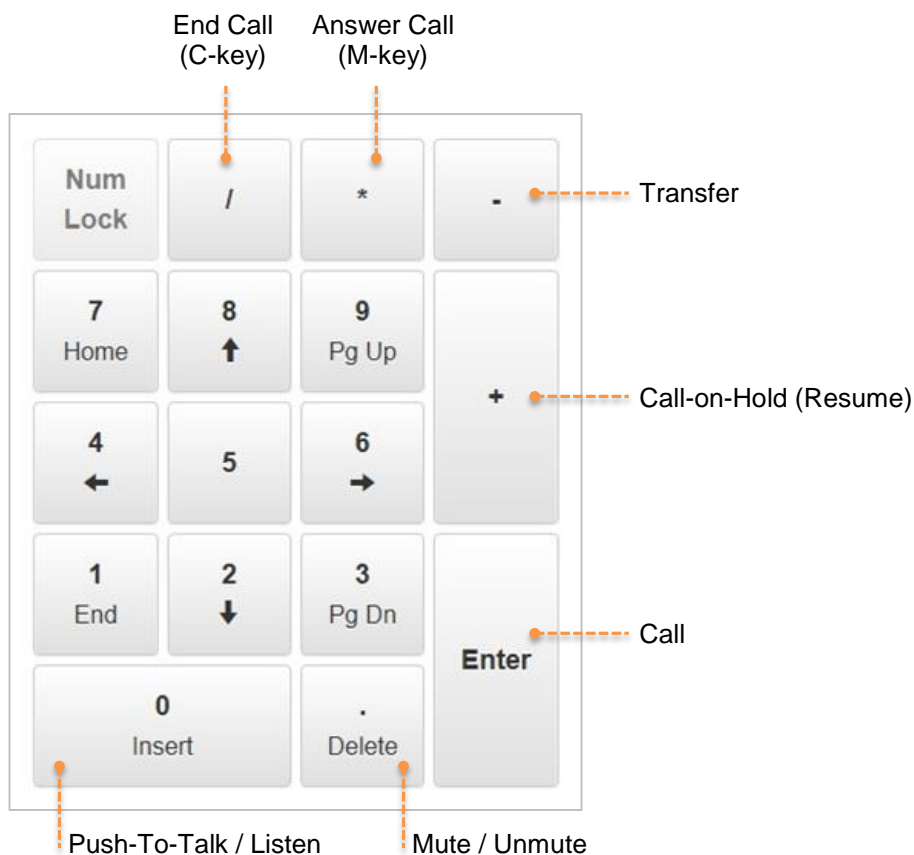 End Call
(C-key)
Answer Call
(M-key)
Num
Lock
/
*
-
Transfer
7
Home
8
9
Pg Up
+
Call-on-Hold (Resume)
4
5
6
1
End
2
3
Pg Dn
Enter
Call
0
Insert
.
Delete
Push-To-Talk / Listen
Mute / Unmute